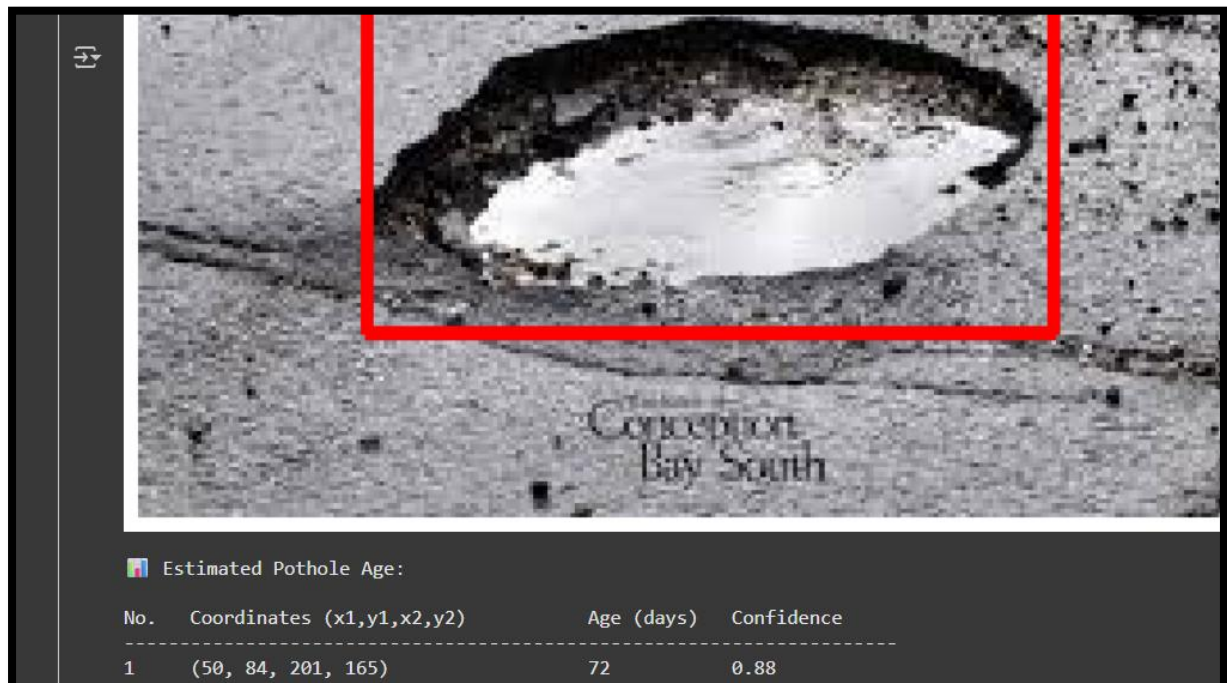 Conception
Bay South
📊 Estimated Pothole Age:
No. Coordinates (x1,y1,x2,y2) Age (days) Confidence
--------------------------------------------------------------------------------
1 (50, 84, 201, 165) 72 0.88